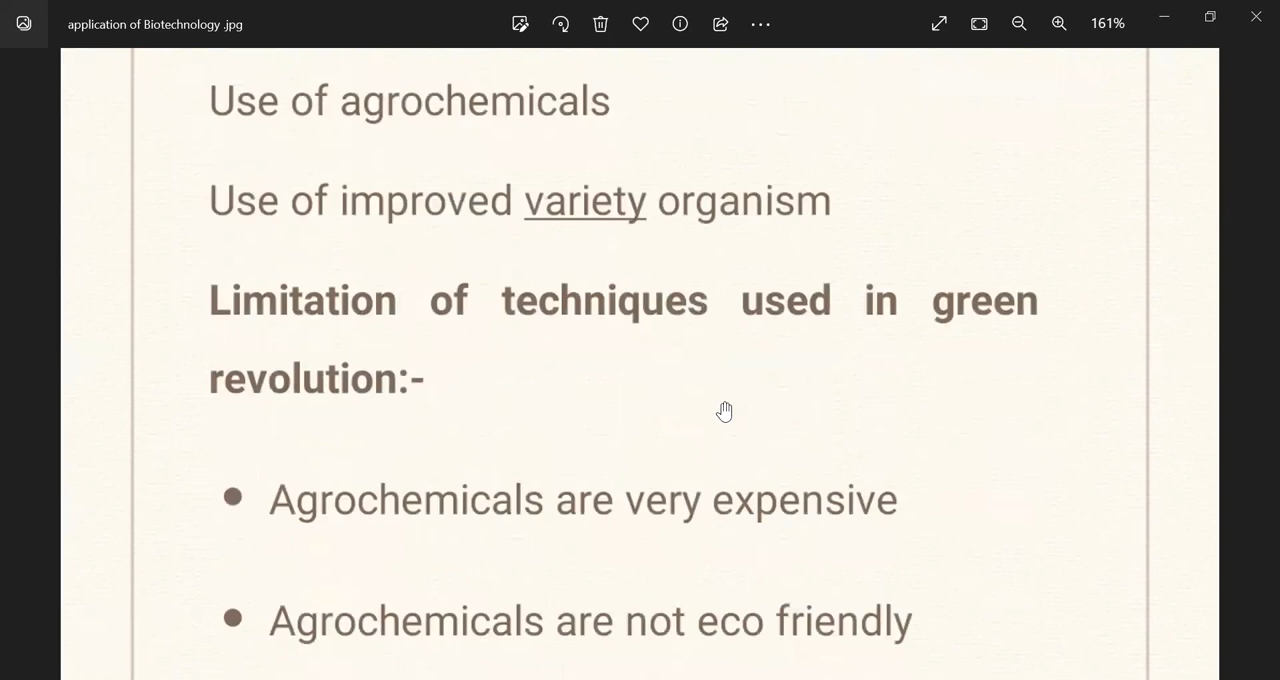 application of Biotechnology .jpg
161%
Use of agrochemicals
Use of improved variety organism
Limitation of techniques used in green
revolution:-
● Agrochemicals are very expensive
● Agrochemicals are not eco friendly